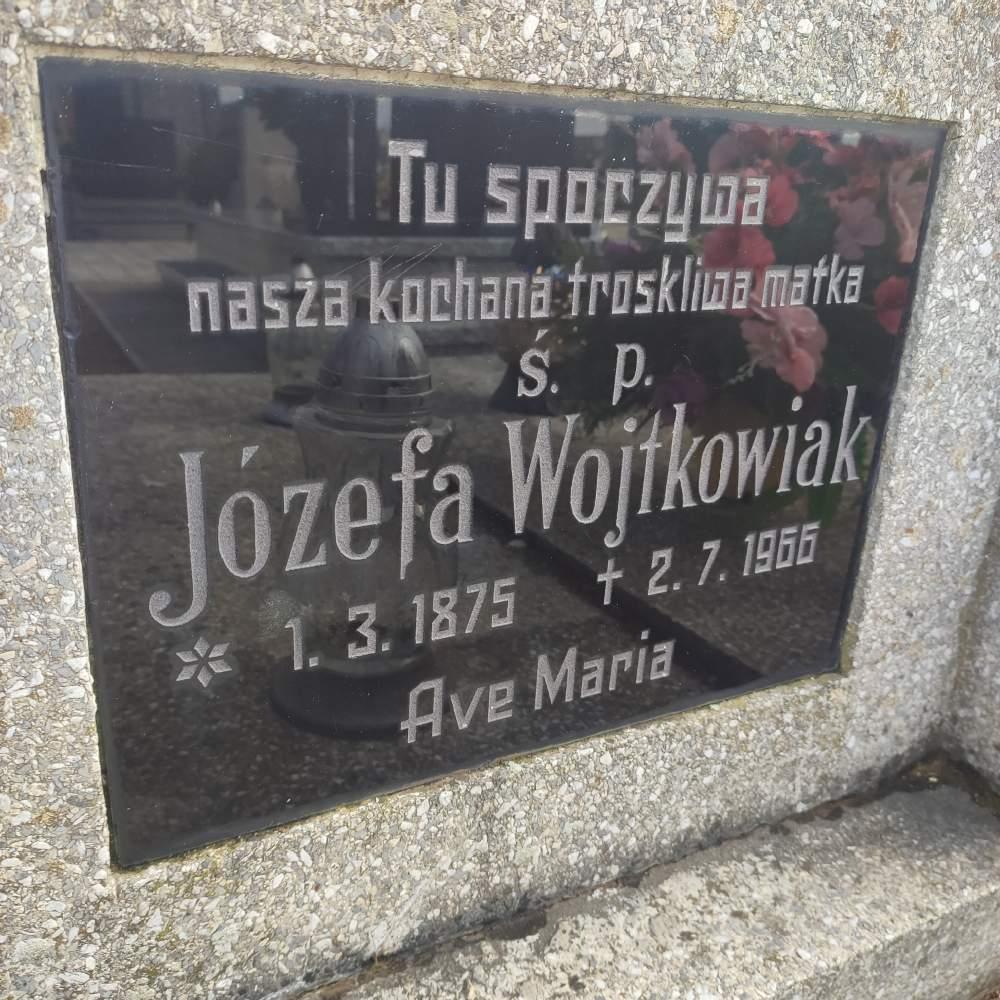 Tu spoczywa
nasza kochana troskliwa matka
ś. p.
Józefa Wojtkowiak
* 1. 3. 1875 † 2. 7. 1966
Ave Maria